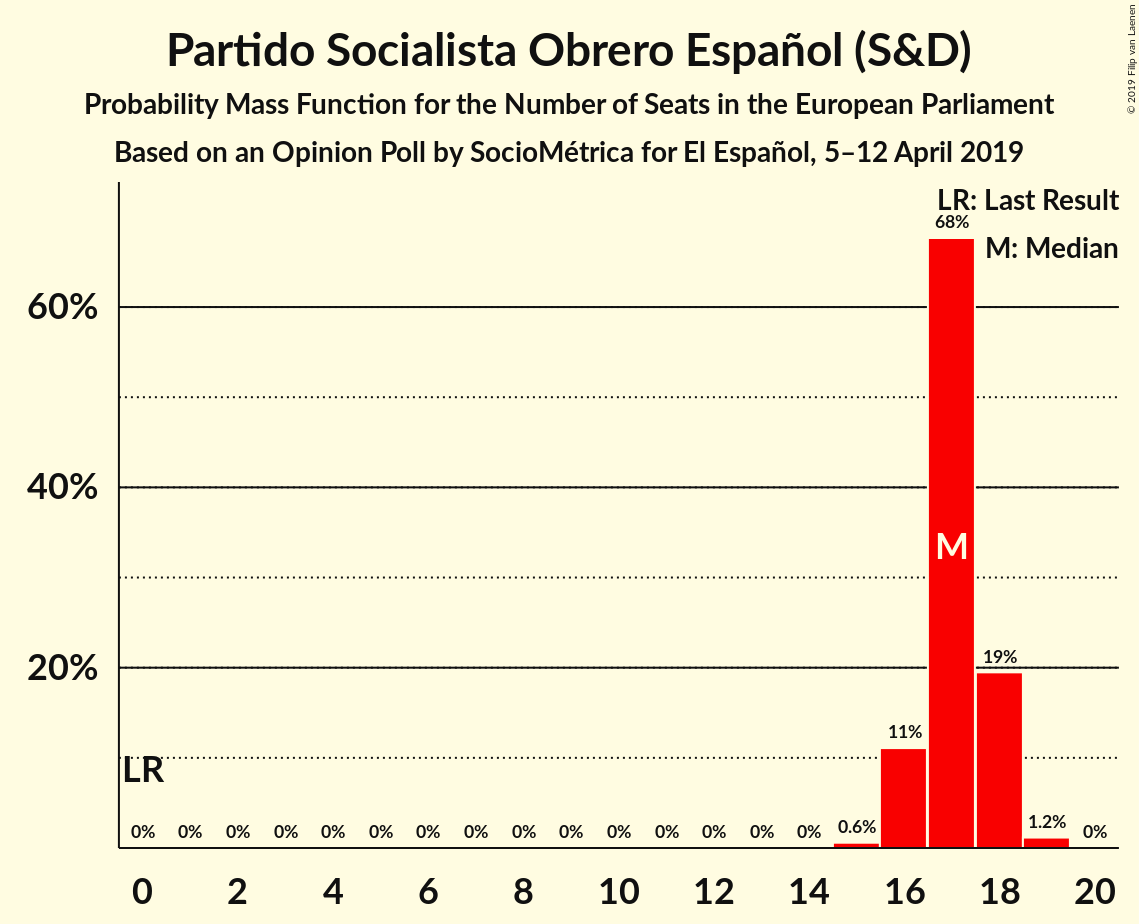 Partido Socialista Obrero Español (S&D)
Probability Mass Function for the Number of Seats in the European Parliament
Based on an Opinion Poll by SocioMétrica for El Español, 5–12 April 2019
© 2019 Filip van Laenen
LR: Last Result
M: Median
68%
60%
40%
M
20%
19%
11%
LR
0% 0% 0% 0% 0% 0% 0% 0% 0% 0% 0% 0% 0% 0% 0% 0.6% 1.2% 0%
0 2 4 6 8 10 12 14 16 18 20